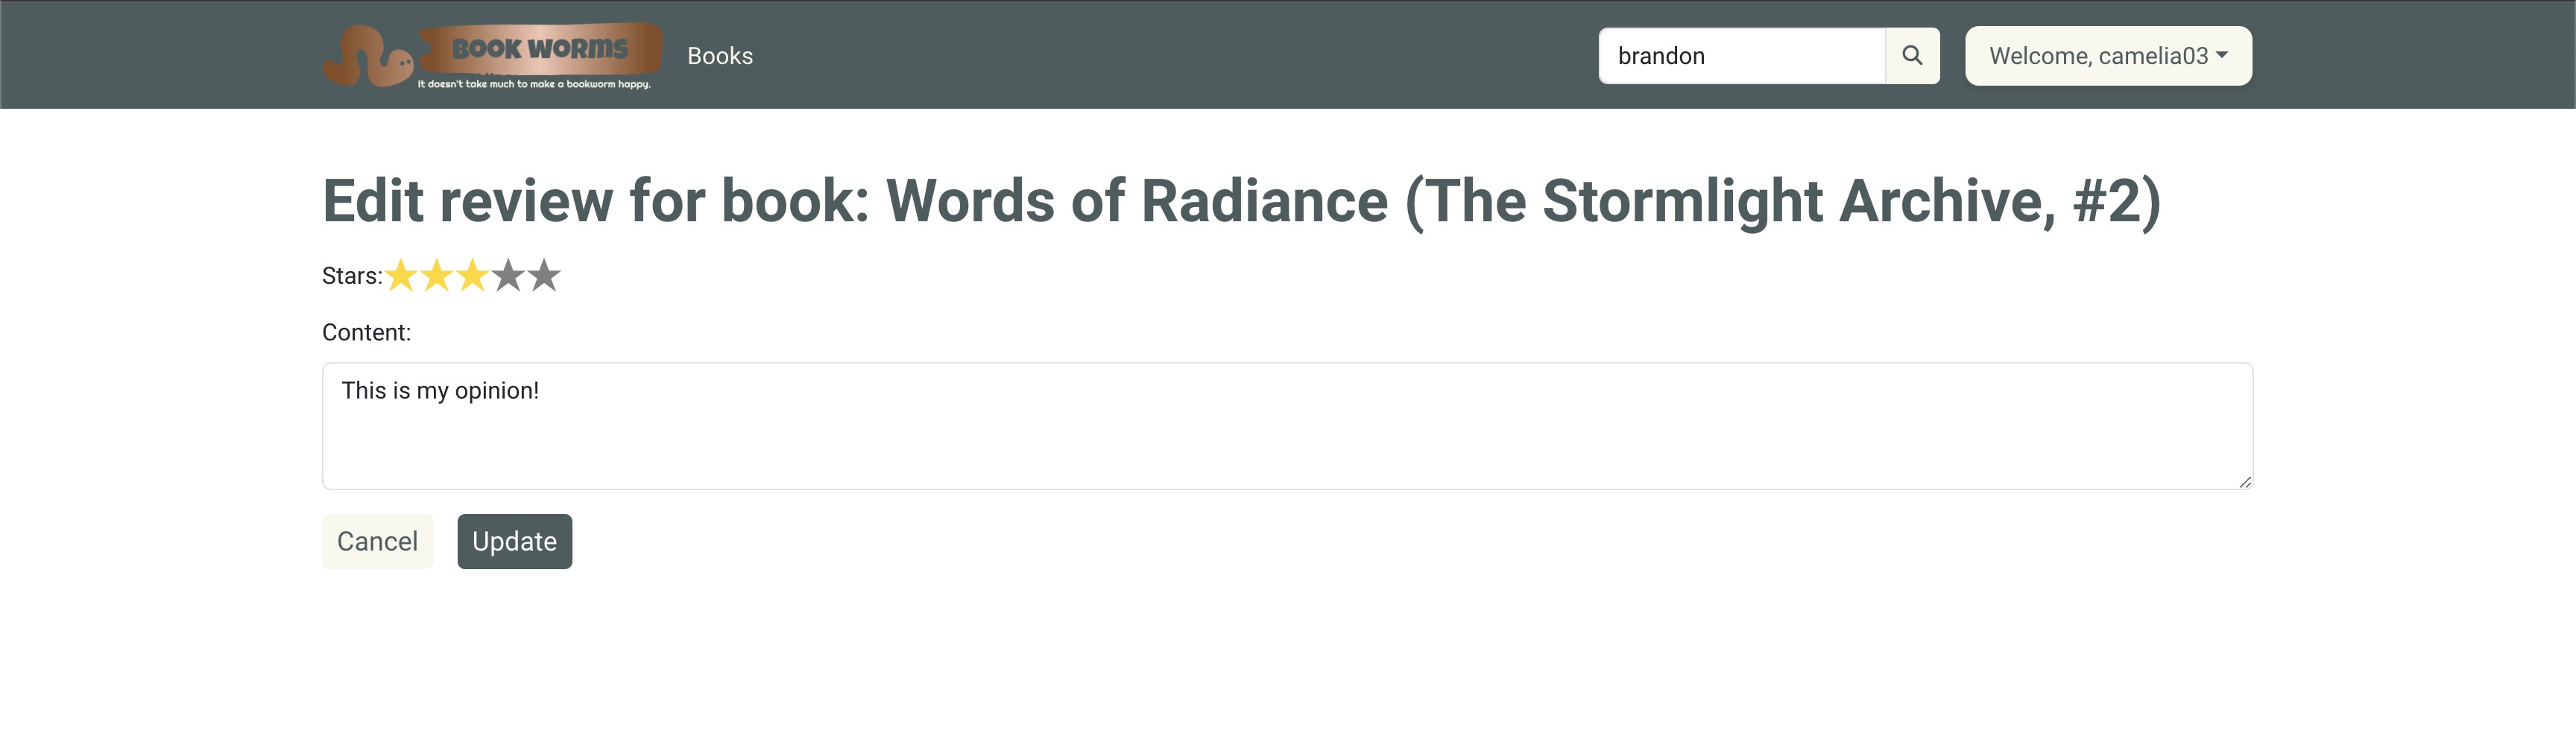 BOOK WORMS
It doesn't take much to make a bookworm happy.
Books
brandon
Welcome, camelia03
Edit review for book: Words of Radiance (The Stormlight Archive, #2)
Stars:
Content:
This is my opinion!
Cancel
Update